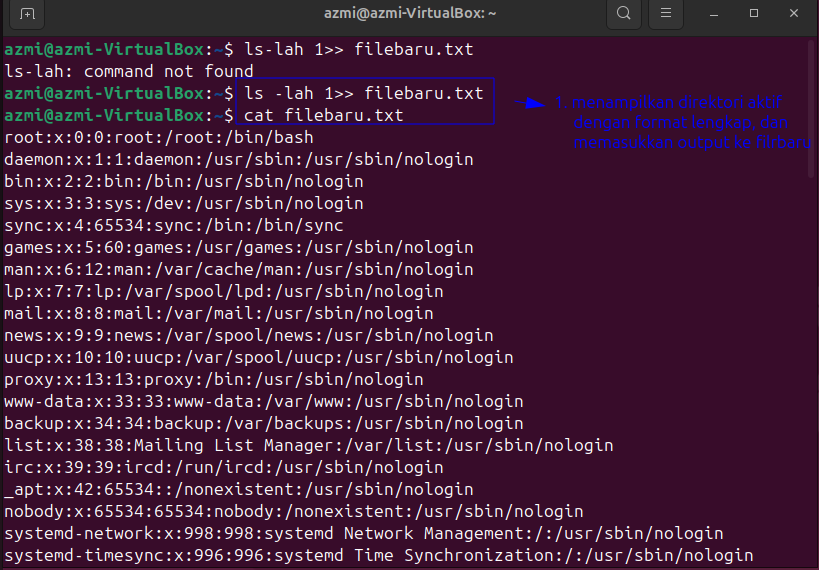 azmi@azmi-VirtualBox: ~
azmi@azmi-VirtualBox:~$ ls-lah 1>> filebaru.txt
ls-lah: command not found
azmi@azmi-VirtualBox:~$ ls -lah 1>> filebaru.txt
azmi@azmi-VirtualBox:~$ cat filebaru.txt
1. menampilkan direktori aktif
dengan format lengkap, dan
memasukkan output ke
root:x:0:0:root:/root:/bin/bash
daemon:x:1:1:daemon:/usr/sbin:/usr/sbin/nologin
bin:x:2:2:bin:/bin:/usr/sbin/nologin
sys:x:3:3:sys:/dev:/usr/sbin/nologin
sync:x:4:65534:sync:/bin:/bin/sync
games:x:5:60:games:/usr/games:/usr/sbin/nologin
man:x:6:12:man:/var/cache/man:/usr/sbin/nologin
lp:x:7:7:lp:/var/spool/lpd:/usr/sbin/nologin
mail:x:8:8:mail:/var/mail:/usr/sbin/nologin
news:x:9:9:news:/var/spool/news:/usr/sbin/nologin
uucp:x:10:10:uucp:/var/spool/uucp:/usr/sbin/nologin
proxy:x:13:13:proxy:/bin:/usr/sbin/nologin
www-data:x:33:33:www-data:/var/www:/usr/sbin/nologin
backup:x:34:34:backup:/var/backups:/usr/sbin/nologin
list:x:38:38:Mailing List Manager:/var/list:/usr/sbin/nologin
irc:x:39:39:ircd:/run/ircd:/usr/sbin/nologin
_apt:x:42:65534::/nonexistent:/usr/sbin/nologin
nobody:x:65534:65534:nobody:/nonexistent:/usr/sbin/nologin
systemd-network:x:998:998:systemd Network Management:/:/usr/sbin/nologin
systemd-timesync:x:996:996:systemd Time Synchronization:/:/usr/sbin/nologin